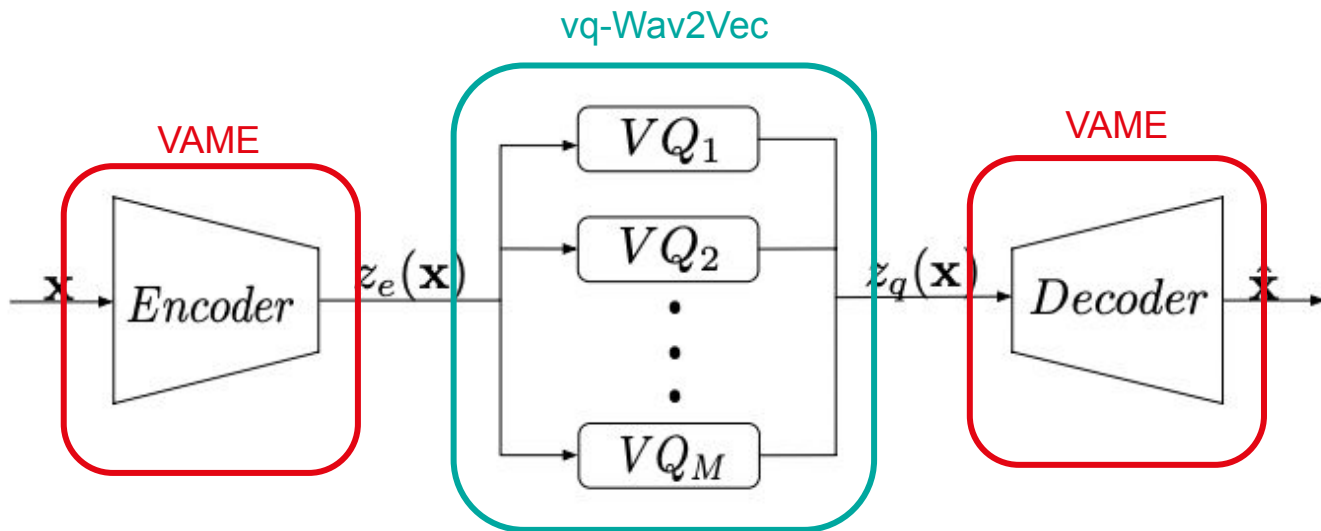 vq-Wav2Vec
VAME
VAME
x
Encoder
z_e(x)
VQ_1
VQ_2
VQ_M
z_q(x)
Decoder
x̂